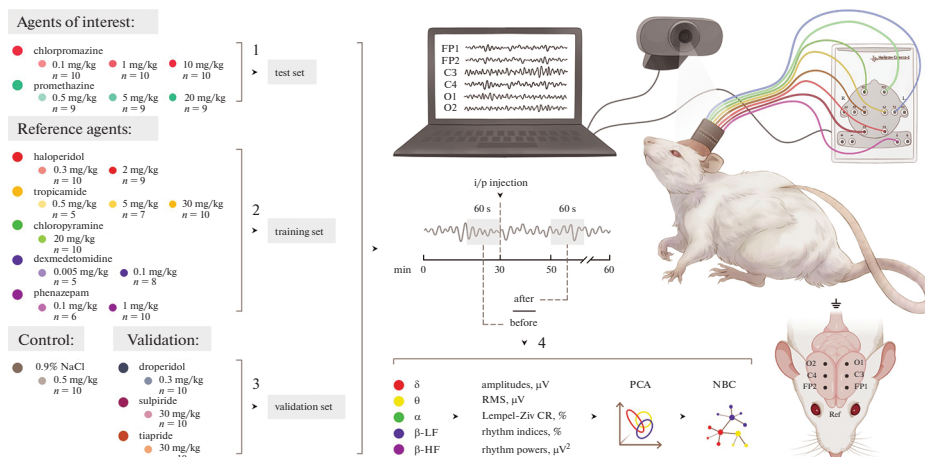 Agents of interest:
chlorpromazine
0.1 mg/kg 1 mg/kg 10 mg/kg
n = 10 n = 10 n = 10
promethazine
0.5 mg/kg 5 mg/kg 20 mg/kg
n = 9 n = 9 n = 9
1
test set
Reference agents:
haloperidol
0.3 mg/kg 2 mg/kg
n = 10 n = 9
tropicamide
0.5 mg/kg 5 mg/kg 30 mg/kg
n = 5 n = 7 n = 10
chloropyramine
20 mg/kg
n = 10
dexmedetomidine
0.005 mg/kg 0.1 mg/kg
n = 5 n = 8
phenazepam
0.1 mg/kg 1 mg/kg
n = 6 n = 10
2
training set
Control:
0.9% NaCl
0.5 mg/kg
n = 10
Validation:
droperidol
0.3 mg/kg
n = 10
sulpiride
30 mg/kg
n = 10
tiapride
30 mg/kg
3
validation set
FP1
FP2
C3
C4
O1
O2
R L
i/p injection
60 s 60 s
min 0 30 50 60
after
before
4
δ amplitudes, μV
θ RMS, μV
α Lempel-Ziv CR, %
β-LF rhythm indices, %
β-HF rhythm powers, μV²
PCA NBC
O2 O1
C4 C3
FP2 FP1
Ref